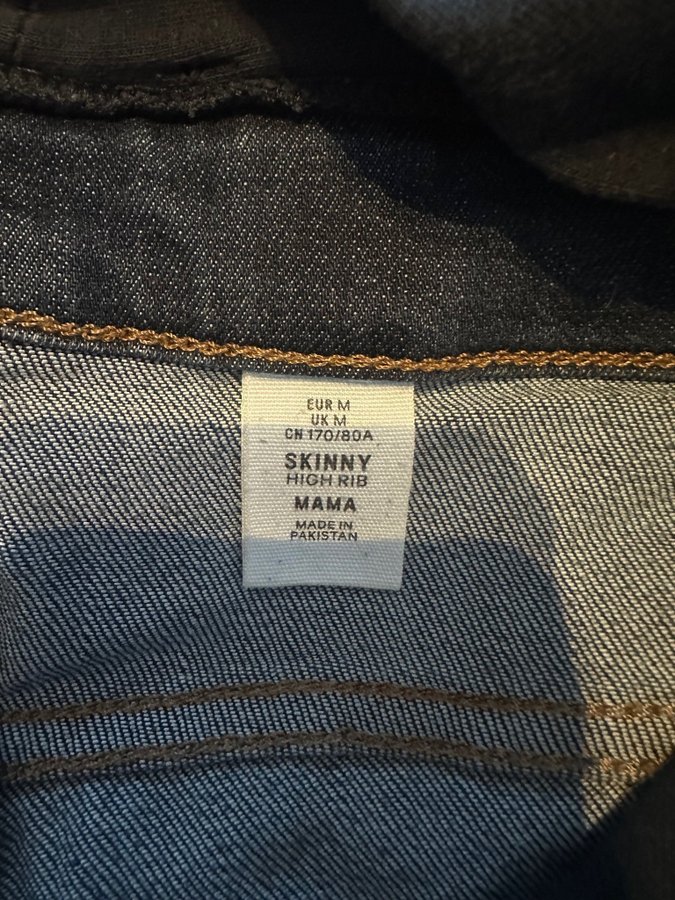 EUR M
UK M
CN 170/80A
SKINNY
HIGH RIB
MAMA
MADE IN
PAKISTAN